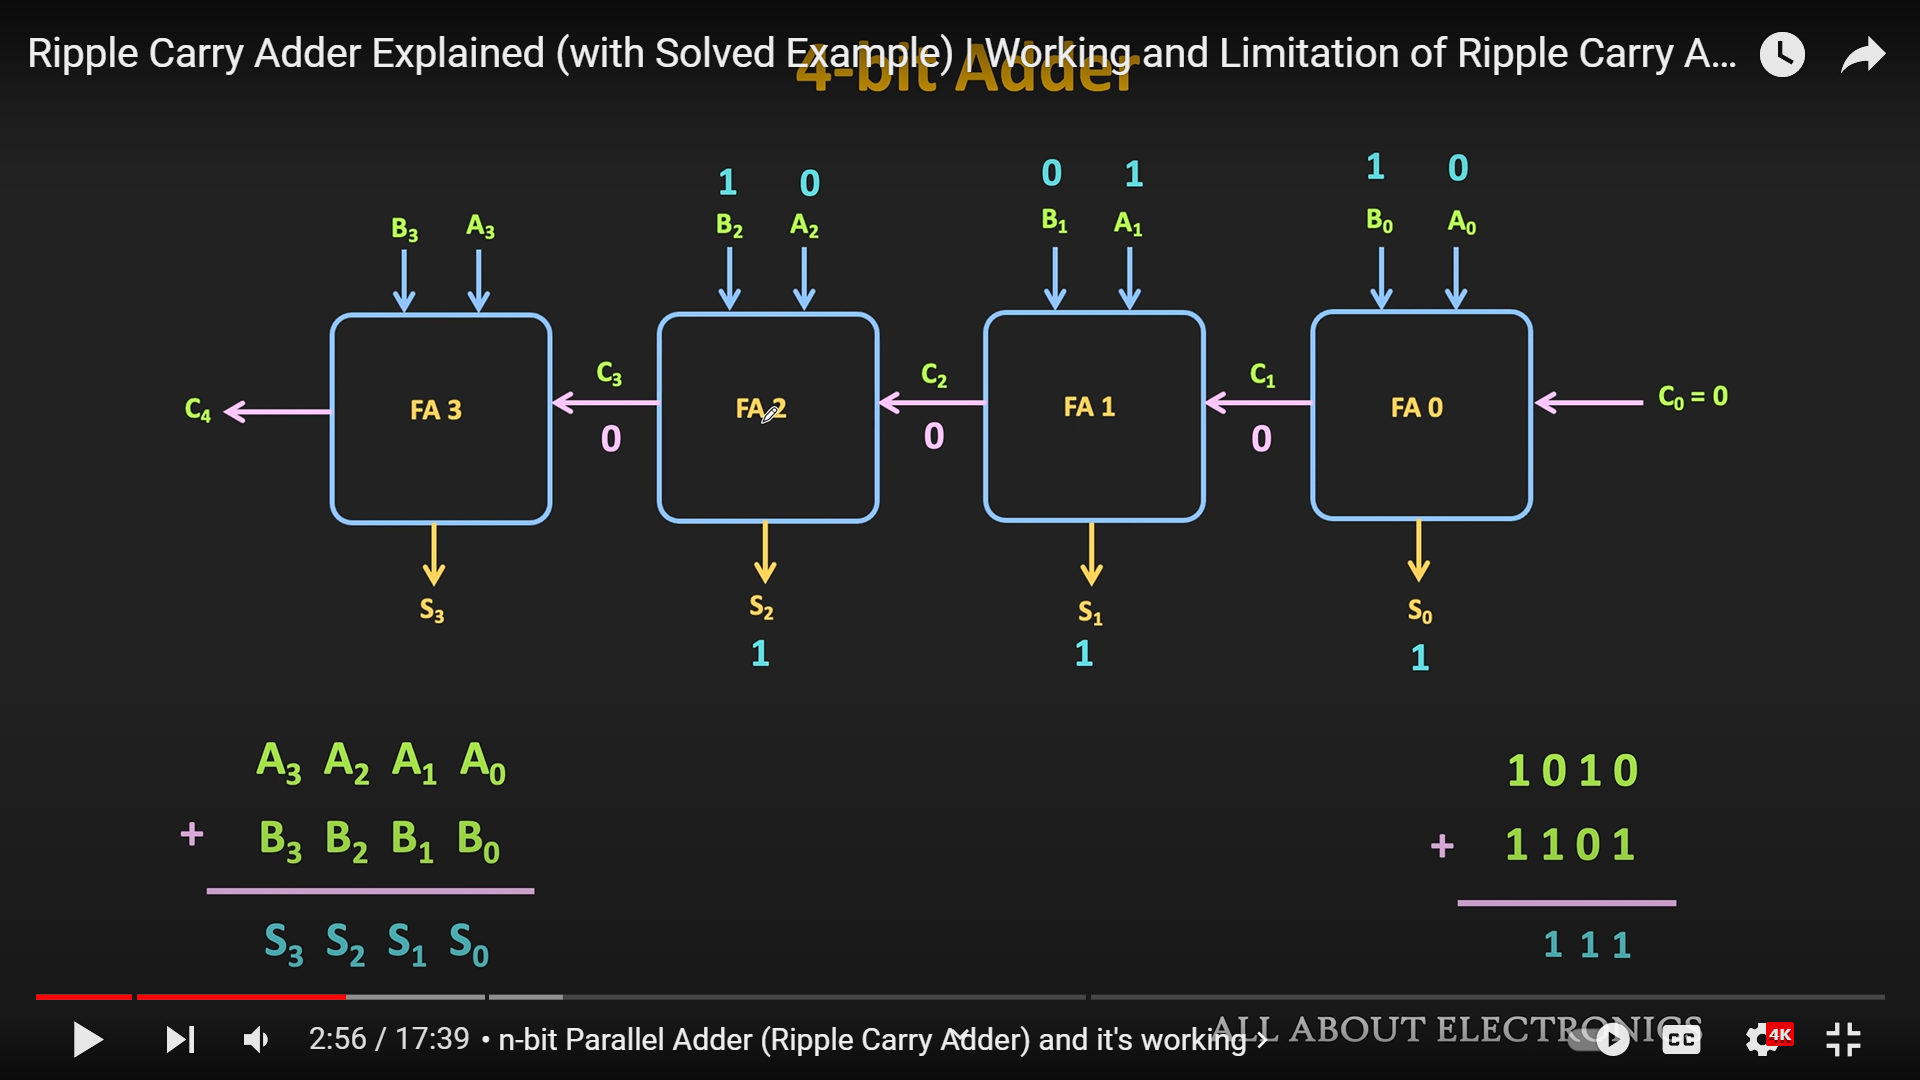 Ripple Carry Adder Explained (with Solved Example) | Working and Limitation of Ripple Carry A...
4-bit Adder
1 0 0 1 1 0
B₃ A₃ B₂ A₂ B₁ A₁ B₀ A₀
C₃ C₂ C₁
C₄ FA 3 FA 2 FA 1 FA 0 C₀ = 0
0 0 0
S₃ S₂ S₁ S₀
1 1 1
A₃ A₂ A₁ A₀
+ B₃ B₂ B₁ B₀
S₃ S₂ S₁ S₀
1 0 1 0
+ 1 1 0 1
1 1 1
ALL ABOUT ELECTRONICS
2:56 / 17:39 • n-bit Parallel Adder (Ripple Carry Adder) and it's working
CC
4K